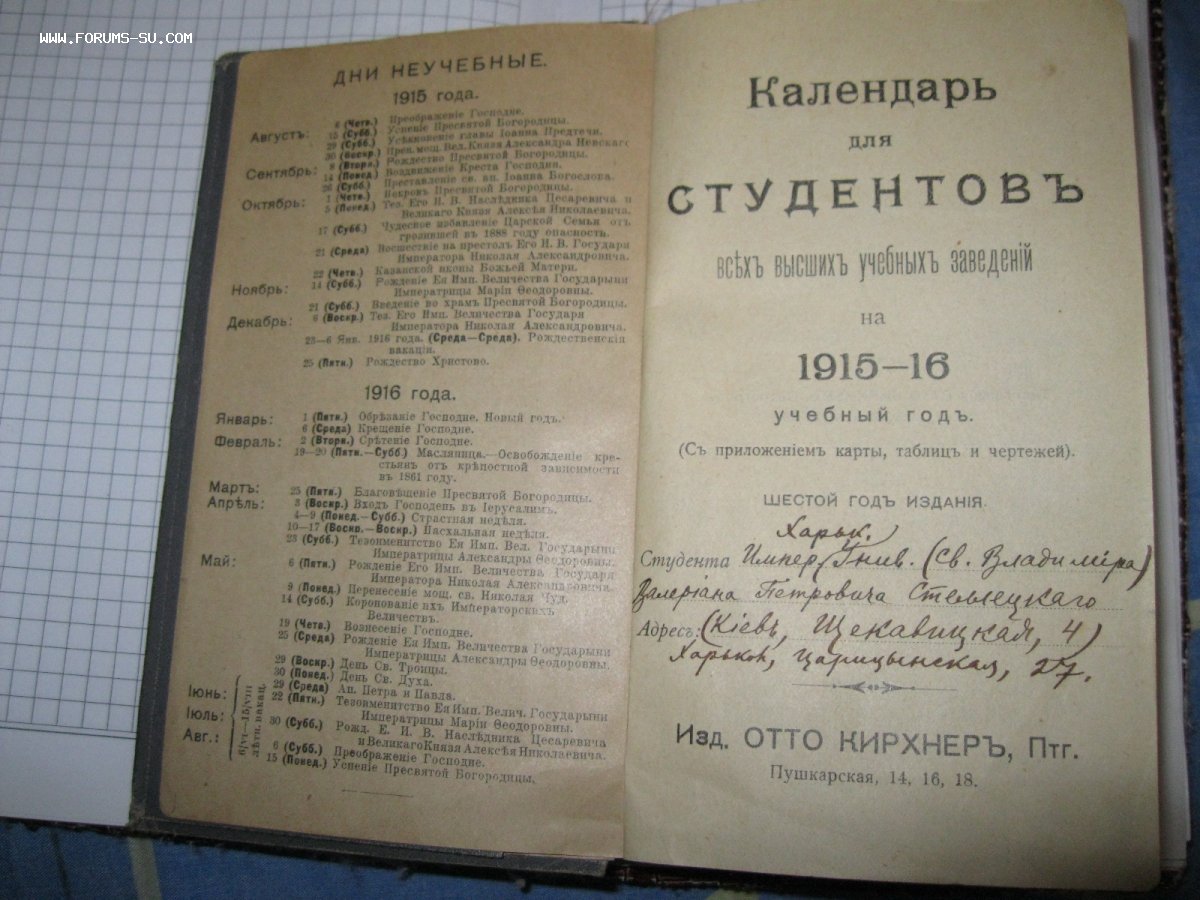 WWW.FORUMS-SU.COM
ДНИ НЕУЧЕБНЫЕ.
1915 года.
Августъ: 6 (Четв.) Преображеніе Господне.
15 (Субб.) Успеніе Пресвятой Богородицы.
29 (Субб.) Усѣкновеніе главы Іоанна Предтечи.
30 (Воскр.) Прен. мощ. Вел. Князя Александра Невскаго
Сентябрь: 8 (Вторн.) Рождество Пресвятой Богородицы.
14 (Понед.) Воздвиженіе Креста Господня.
26 (Субб.) Преставленіе св. ап. Іоанна Богослова.
Октябрь: 1 (Четв.) Покровъ Пресвятой Богородицы.
5 (Понед.) Тез. Его И. В. Наслѣдника Цесаревича и
Великаго Князя Алексѣя Николаевича.
17 (Субб.) Чудесное избавленіе Царской Семьи отъ
грозившей въ 1888 году опасность.
21 (Среда) Восшествіе на престолъ Его И. В. Государя
Императора Николая Александровича.
22 (Четв.) Казанской иконы Божьей Матери.
Ноябрь: 14 (Субб.) Рожденіе Ея Имп. Величества Государыни
Императрицы Маріи Ѳеодоровны.
21 (Субб.) Введеніе во храмъ Пресвятой Богородицы.
Декабрь: 6 (Воскр.) Тез. Его Имп. Величества Государя
Императора Николая Александровича.
23—6 Янв. 1916 года. (Среда—Среда). Рождественскія
вакаціи.
25 (Пятн.) Рождество Христово.
1916 года.
Январь: 1 (Пятн.) Обрѣзаніе Господне. Новый годъ.
6 (Среда) Крещеніе Господне.
Февраль: 2 (Вторн.) Срѣтеніе Господне.
19—20 (Пятн.—Субб.) Масляница.—Освобожденіе кре-
стьянъ отъ крѣпостной зависимости
въ 1861 году.
Мартъ: 25 (Пятн.) Благовѣщеніе Пресвятой Богородицы.
Апрѣль: 3 (Воскр.) Входъ Господень въ Іерусалимъ.
4—9 (Понед.—Субб.) Страстная недѣля.
10—17 (Воскр.—Воскр.) Пасхальная недѣля.
23 (Субб.) Тезоименитство Ея Имп. Вел. Государыни
Императрицы Александры Ѳеодоровны.
Май: 6 (Пятн.) Рожденіе Его Имп. Величества Государя
Императора Николая Александровича.
9 (Понед.) Перенесеніе мощ. св. Николая Чуд.
14 (Субб.) Коронованіе ихъ Императорскихъ
Величествъ.
19 (Четв.) Вознесеніе Господне.
25 (Среда) Рожденіе Ея Имп. Величества Государыни
Императрицы Александры Ѳеодоровны.
29 (Воскр.) День Св. Троицы.
30 (Понед.) День Св. Духа.
Іюнь: 29 (Среда) Ап. Петра и Павла.
22 (Пятн.) Тезоименитство Ея Имп. Велич. Государыни
Іюль: Императрицы Маріи Ѳеодоровны.
30 (Субб.) Рожд. Е. И. В. Наслѣдника Цесаревича
Авг.: и Великаго Князя Алексѣя Николаевича.
6 (Субб.) Преображеніе Господне.
15 (Понед.) Успеніе Пресвятой Богородицы.
лѣтн. вакац.
Календарь
для
СТУДЕНТОВЪ
всѣхъ высшихъ учебныхъ заведеній
на
1915—16
учебный годъ.
(Съ приложеніемъ карты, таблицъ и чертежей).
ШЕСТОЙ ГОДЪ ИЗДАНІЯ.
Харьк.
Студента Импер. Унив. (Св. Владиміра)
Валеріана Петровича Стеллецкаго
Адресъ: (Кіевъ, Щекавицкая, 4)
Харьков, Царицынская, 27.
Изд. ОТТО КИРХНЕРЪ, Птг.
Пушкарская, 14, 16, 18.